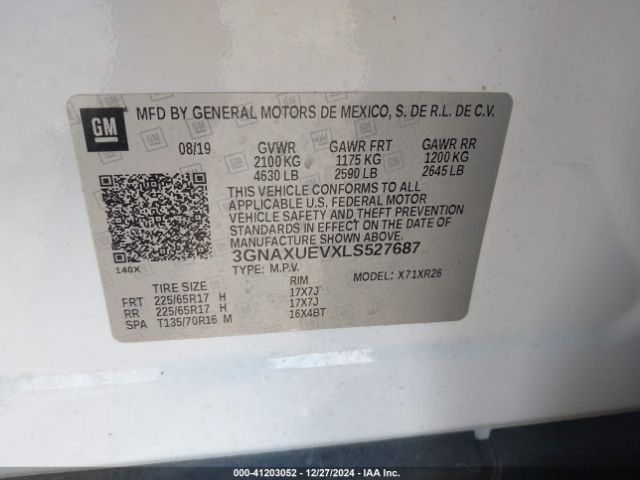 GM MFD BY GENERAL MOTORS DE MEXICO, S. DE R.L. DE C.V.
08/19 GVWR GAWR FRT GAWR RR
2100 KG 1175 KG 1200 KG
4630 LB 2590 LB 2645 LB
THIS VEHICLE CONFORMS TO ALL
APPLICABLE U.S. FEDERAL MOTOR
VEHICLE SAFETY AND THEFT PREVENTION
STANDARDS IN EFFECT ON THE DATE OF
MANUFACTURE SHOWN ABOVE.
3GNAXUEVXLS527687
140X TYPE: M.P.V. MODEL: X71XR26
TIRE SIZE RIM
FRT 225/65R17 H 17X7J
RR 225/65R17 H 17X7J
SPA T135/70R16 M 16X4BT
000-41203052 — 12/27/2024 — IAA Inc.